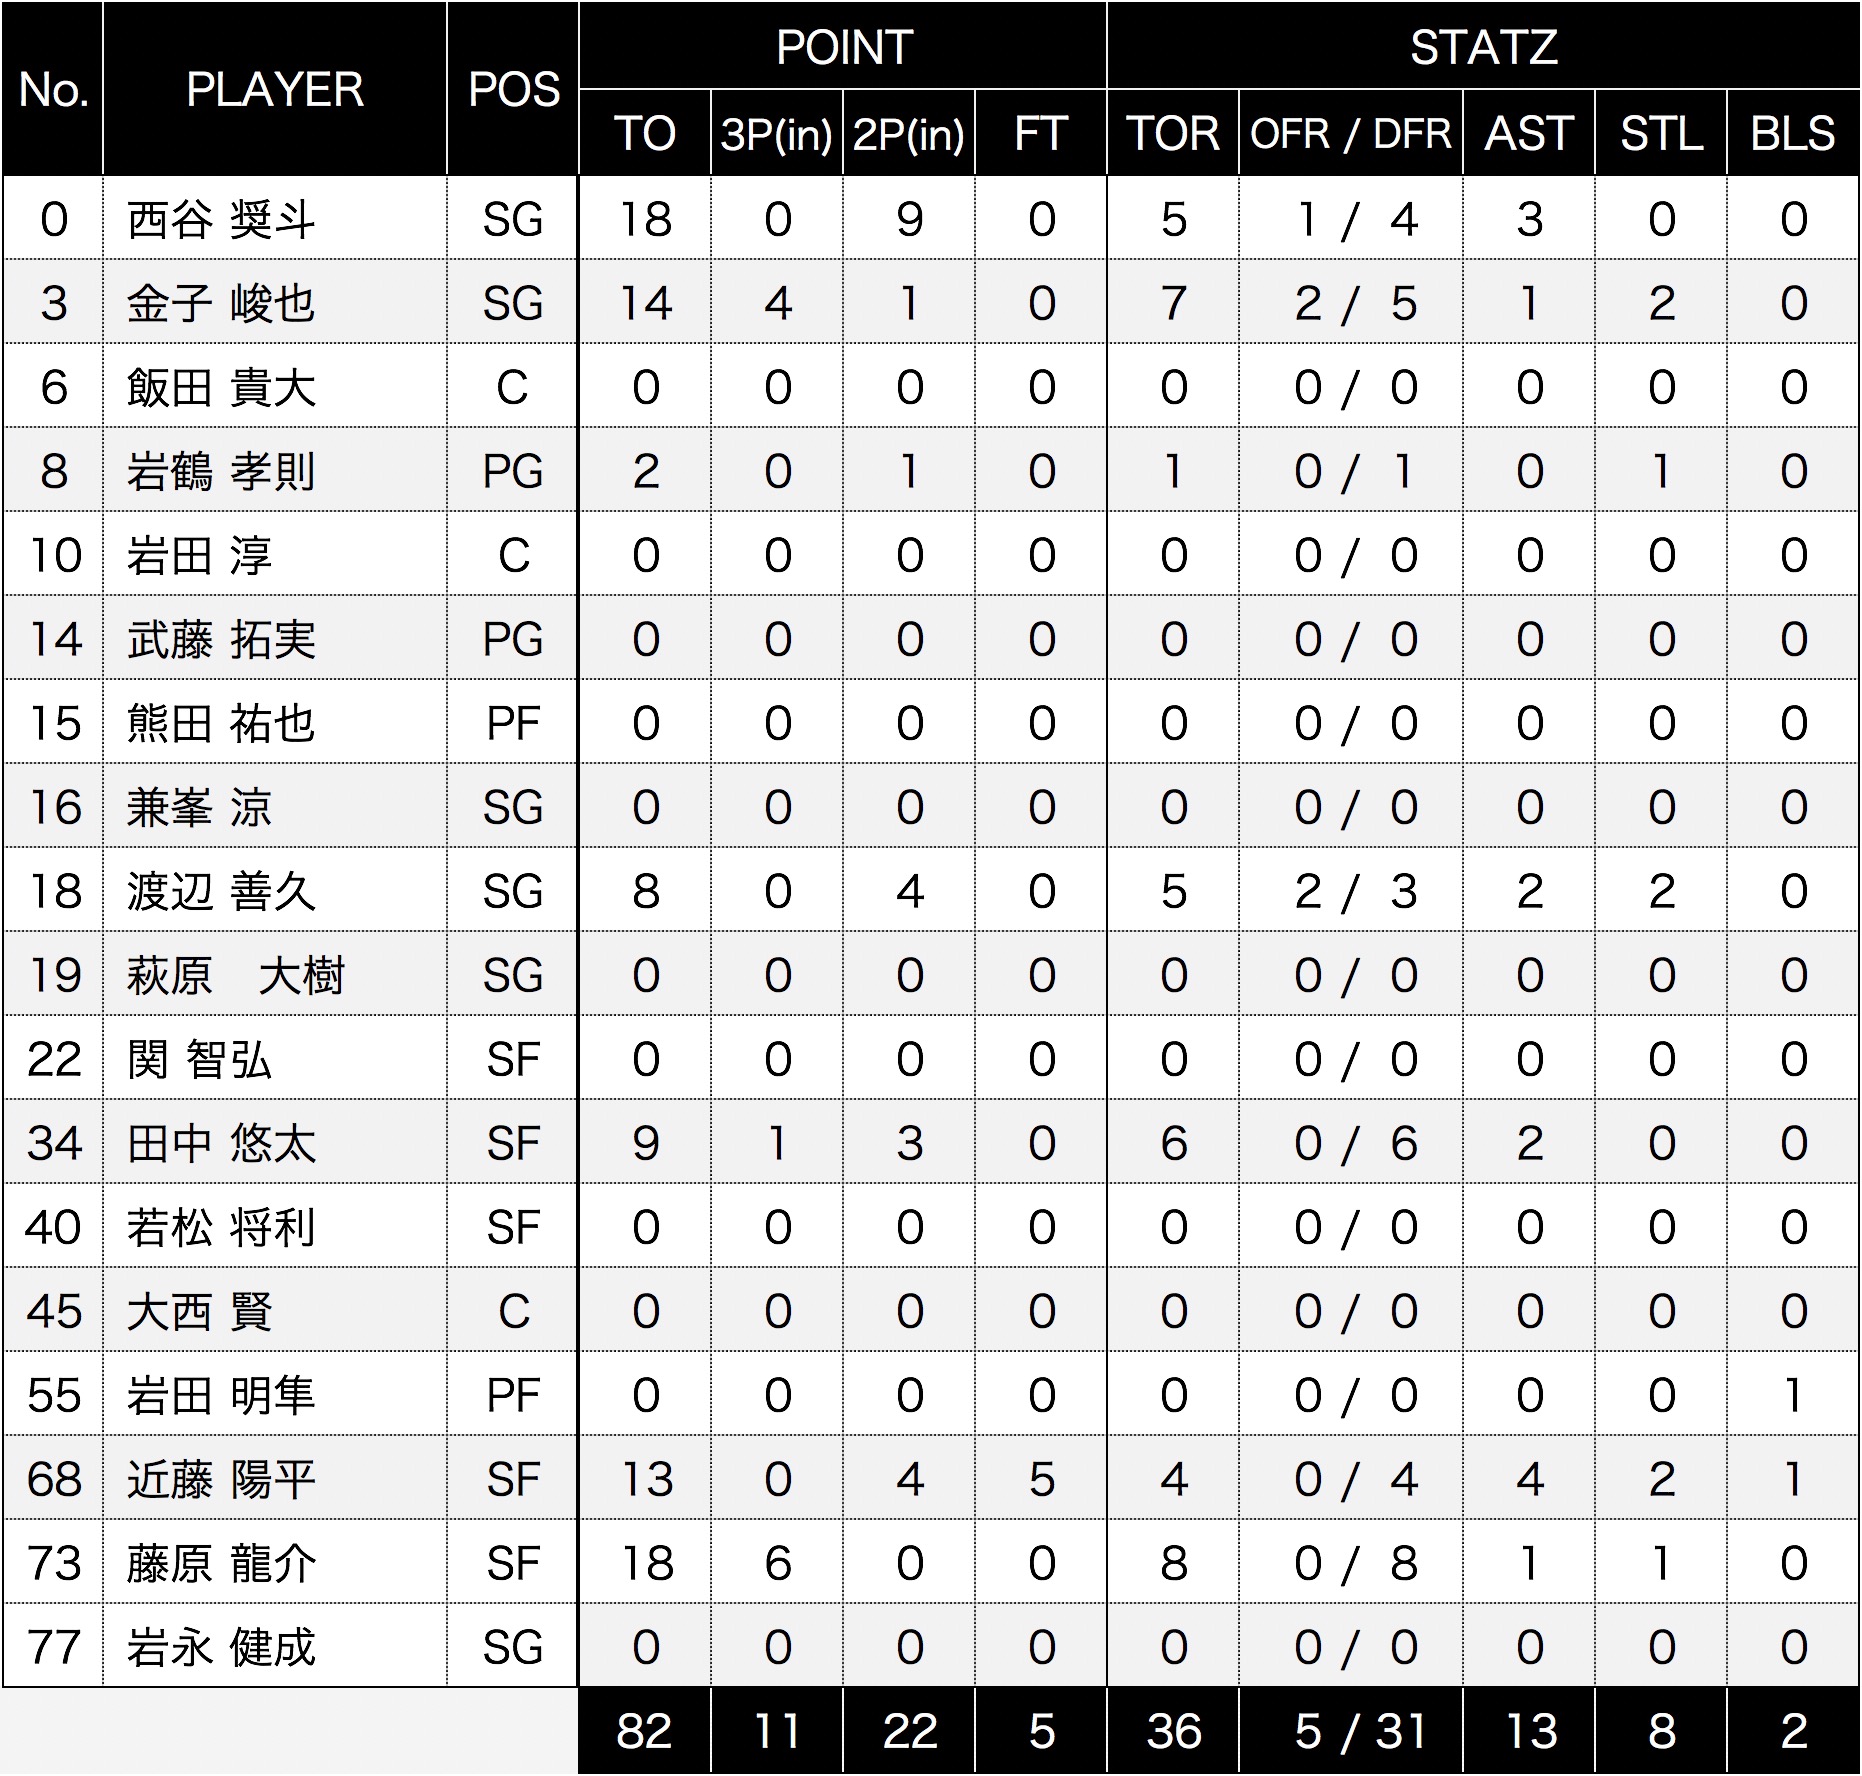 No. PLAYER POS POINT STATZ
TO 3P(in) 2P(in) FT TOR OFR / DFR AST STL BLS
0 西谷 奨斗 SG 18 0 9 0 5 1 / 4 3 0 0
3 金子 峻也 SG 14 4 1 0 7 2 / 5 1 2 0
6 飯田 貴大 C 0 0 0 0 0 0 / 0 0 0 0
8 岩鶴 孝則 PG 2 0 1 0 1 0 / 1 0 1 0
10 岩田 淳 C 0 0 0 0 0 0 / 0 0 0 0
14 武藤 拓実 PG 0 0 0 0 0 0 / 0 0 0 0
15 熊田 祐也 PF 0 0 0 0 0 0 / 0 0 0 0
16 兼峯 涼 SG 0 0 0 0 0 0 / 0 0 0 0
18 渡辺 善久 SG 8 0 4 0 5 2 / 3 2 2 0
19 萩原　大樹 SG 0 0 0 0 0 0 / 0 0 0 0
22 関 智弘 SF 0 0 0 0 0 0 / 0 0 0 0
34 田中 悠太 SF 9 1 3 0 6 0 / 6 2 0 0
40 若松 将利 SF 0 0 0 0 0 0 / 0 0 0 0
45 大西 賢 C 0 0 0 0 0 0 / 0 0 0 0
55 岩田 明隼 PF 0 0 0 0 0 0 / 0 0 0 1
68 近藤 陽平 SF 13 0 4 5 4 0 / 4 4 2 1
73 藤原 龍介 SF 18 6 0 0 8 0 / 8 1 1 0
77 岩永 健成 SG 0 0 0 0 0 0 / 0 0 0 0
82 11 22 5 36 5 / 31 13 8 2